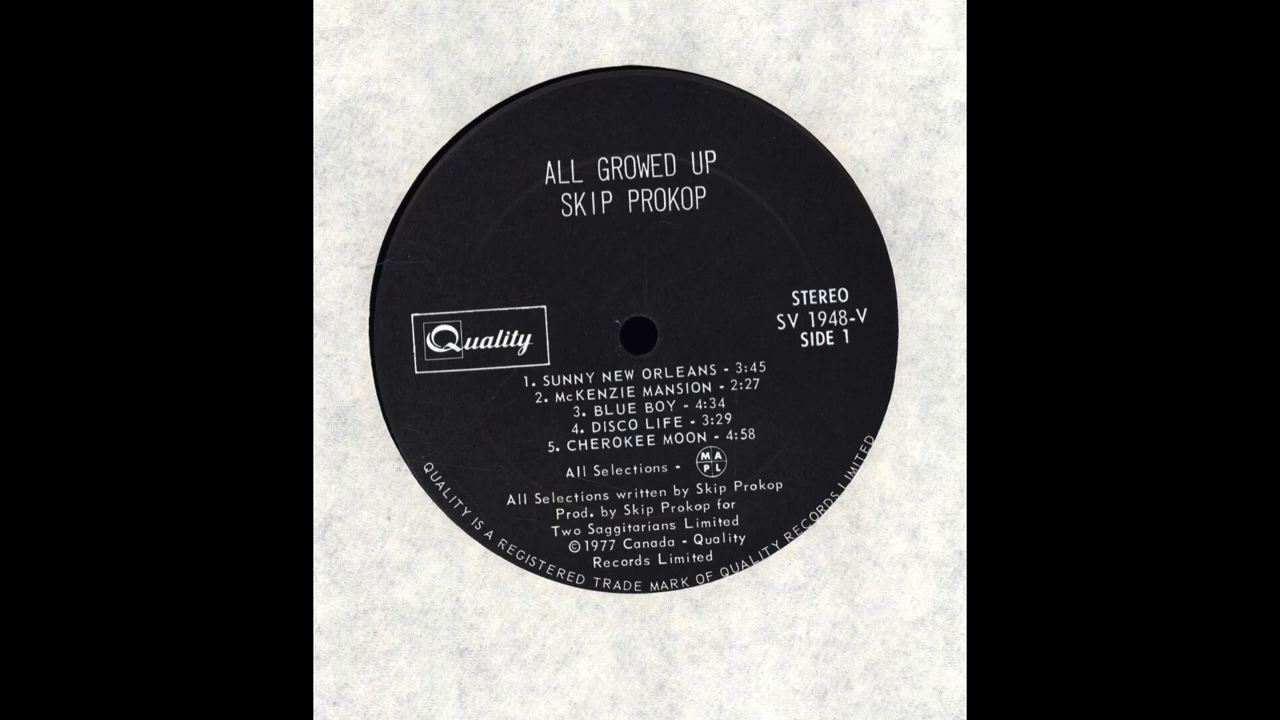 ALL GROWED UP
SKIP PROKOP
STEREO
SV 1948-V
SIDE 1
Quality
1. SUNNY NEW ORLEANS - 3:45
2. McKENZIE MANSION - 2:27
3. BLUE BOY - 4:34
4. DISCO LIFE - 3:29
5. CHEROKEE MOON - 4:58
All Selections - MAPL
All Selections written by Skip Prokop
Prod. by Skip Prokop for
Two Saggitarians Limited
©1977 Canada - Quality
Records Limited
QUALITY IS A REGISTERED TRADE MARK OF QUALITY RECORDS LIMITED